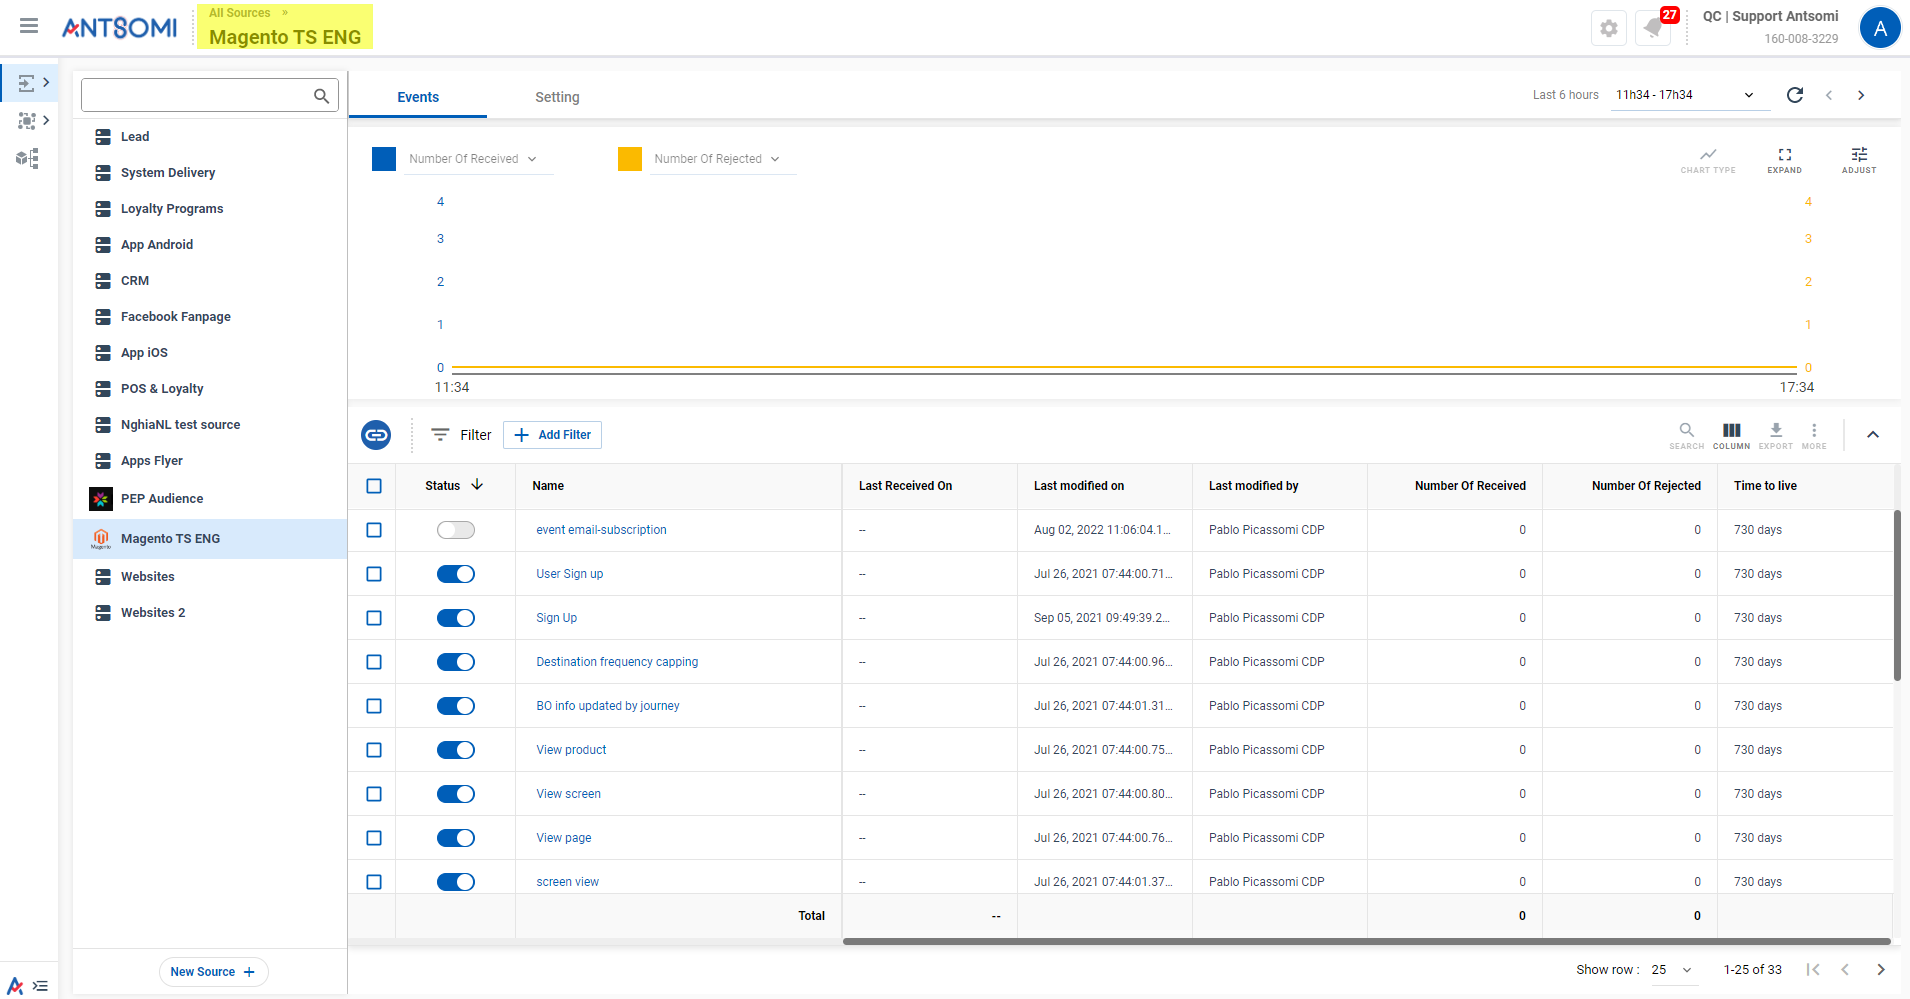 All Sources »
ANTSOMI
Magento TS ENG
27
QC | Support Antsomi
160-008-3229
A
Events
Setting
Last 6 hours
11h34 - 17h34
Lead
System Delivery
Loyalty Programs
App Android
CRM
Facebook Fanpage
App iOS
POS & Loyalty
NghiaNL test source
Apps Flyer
PEP Audience
Magento
Magento TS ENG
Websites
Websites 2
New Source +
Number Of Received
Number Of Rejected
CHART TYPE
EXPAND
ADJUST
4 4
3 3
2 2
1 1
0 0
11:34 17:34
Filter
Add Filter
SEARCH
COLUMN
EXPORT
MORE
Status Name Last Received On Last modified on Last modified by Number Of Received Number Of Rejected Time to live
event email-subscription -- Aug 02, 2022 11:06:04.1... Pablo Picassomi CDP 0 0 730 days
User Sign up -- Jul 26, 2021 07:44:00.71... Pablo Picassomi CDP 0 0 730 days
Sign Up -- Sep 05, 2021 09:49:39.2... Pablo Picassomi CDP 0 0 730 days
Destination frequency capping -- Jul 26, 2021 07:44:00.96... Pablo Picassomi CDP 0 0 730 days
BO info updated by journey -- Jul 26, 2021 07:44:01.31... Pablo Picassomi CDP 0 0 730 days
View product -- Jul 26, 2021 07:44:00.75... Pablo Picassomi CDP 0 0 730 days
View screen -- Jul 26, 2021 07:44:00.80... Pablo Picassomi CDP 0 0 730 days
View page -- Jul 26, 2021 07:44:00.76... Pablo Picassomi CDP 0 0 730 days
screen view -- Jul 26, 2021 07:44:01.37... Pablo Picassomi CDP 0 0 730 days
Total -- 0 0
Show row : 25 1-25 of 33